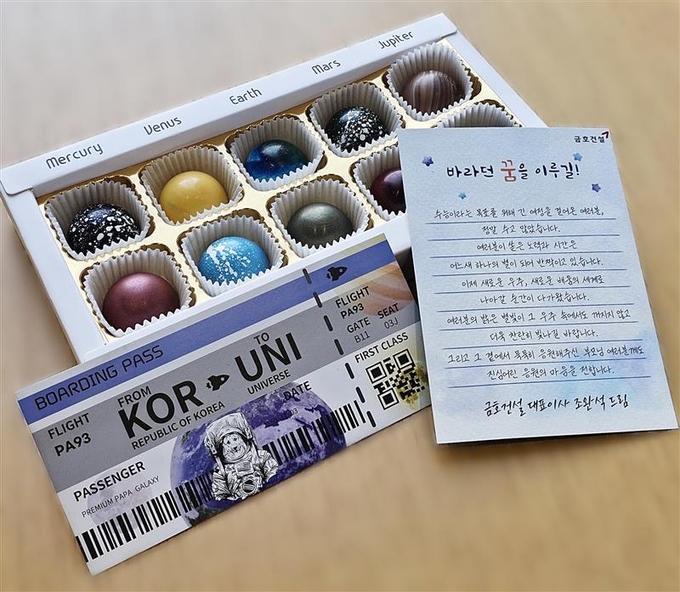 Mercury
Venus
Earth
Mars
Jupiter
금호건설
바라던 꿈을 이루길!
수능이라는 목표를 위해 긴 여정을 걸어온 여러분,
정말 수고 많았습니다.
여러분이 쏟은 노력과 시간은
어느새 하나의 별이 되어 반짝이고 있습니다.
이제 새로운 우주, 새로운 배움의 세계로
나아갈 순간이 다가왔습니다.
여러분의 밝은 별빛이 그 우주 속에서도 꺼지지 않고
더욱 찬란히 빛나길 바랍니다.
그리고 그 곁에서 묵묵히 응원해주신 부모님 여러분께도
진심어린 응원의 마음을 전합니다.
금호건설 대표이사 조완석 드림
BOARDING PASS
FLIGHT
PA93
FROM
KOR
REPUBLIC OF KOREA
TO
UNI
UNIVERSE
DATE
PASSENGER
PREMIUM PAPA GALAXY
FLIGHT
PA93
GATE
B11
SEAT
03J
FIRST CLASS